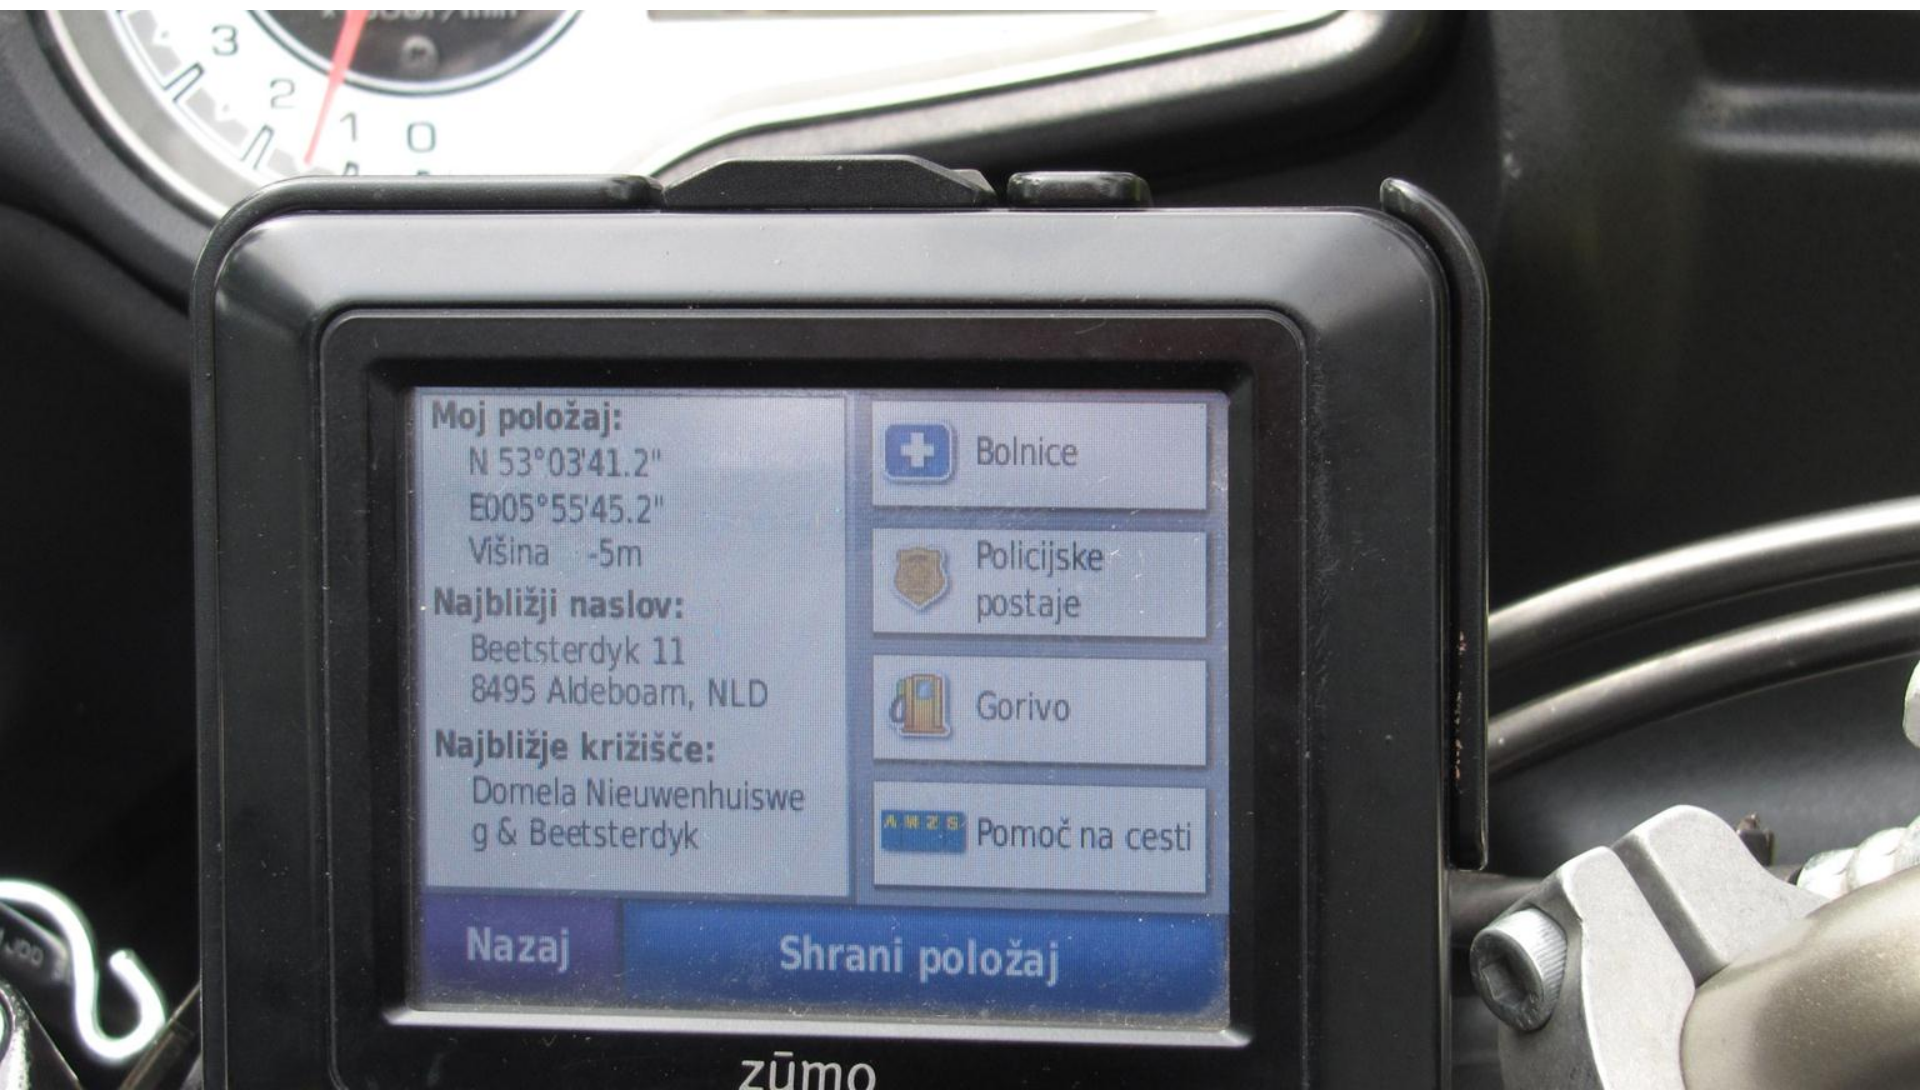 3
2
1
0
Moj položaj:
N 53°03'41.2"
E005°55'45.2"
Višina -5m
Najbližji naslov:
Beetsterdyk 11
8495 Aldeboarn, NLD
Najbližje križišče:
Domela Nieuwenhuiswe
g & Beetsterdyk
Bolnice
Policijske
postaje
Gorivo
AMZS
Pomoč na cesti
Nazaj
Shrani položaj
zūmo